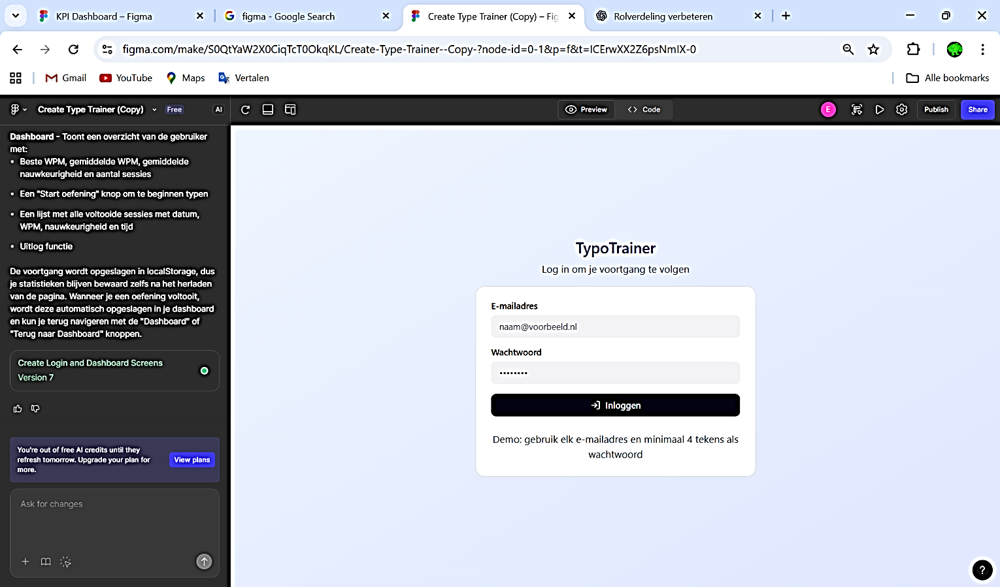 KPI Dashboard – Figma
figma - Google Search
Create Type Trainer (Copy) – Fig
Rolverdeling verbeteren
figma.com/make/S0QtYaW2X0CiqTcT0OkqKL/Create-Type-Trainer--Copy-?node-id=0-1&p=f&t=ICErwXX2Z6psNmIX-0
Gmail
YouTube
Maps
Vertalen
Alle bookmarks
Create Type Trainer (Copy)
Free
AI
Preview
Code
E
Publish
Share
Dashboard - Toont een overzicht van de gebruiker
met:
• Beste WPM, gemiddelde WPM, gemiddelde
nauwkeurigheid en aantal sessies
• Een "Start oefening" knop om te beginnen typen
• Een lijst met alle voltooide sessies met datum,
WPM, nauwkeurigheid en tijd
• Uitlog functie
De voortgang wordt opgeslagen in localStorage, dus
je statistieken blijven bewaard zelfs na het herladen
van de pagina. Wanneer je een oefening voltooit,
wordt deze automatisch opgeslagen in je dashboard
en kun je terug navigeren met de "Dashboard" of
"Terug naar Dashboard" knoppen.
Create Login and Dashboard Screens
Version 7
You're out of free AI credits until they
refresh tomorrow. Upgrade your plan for
more.
View plans
Ask for changes
TypoTrainer
Log in om je voortgang te volgen
E-mailadres
naam@voorbeeld.nl
Wachtwoord
••••••••
Inloggen
Demo: gebruik elk e-mailadres en minimaal 4 tekens als
wachtwoord
?